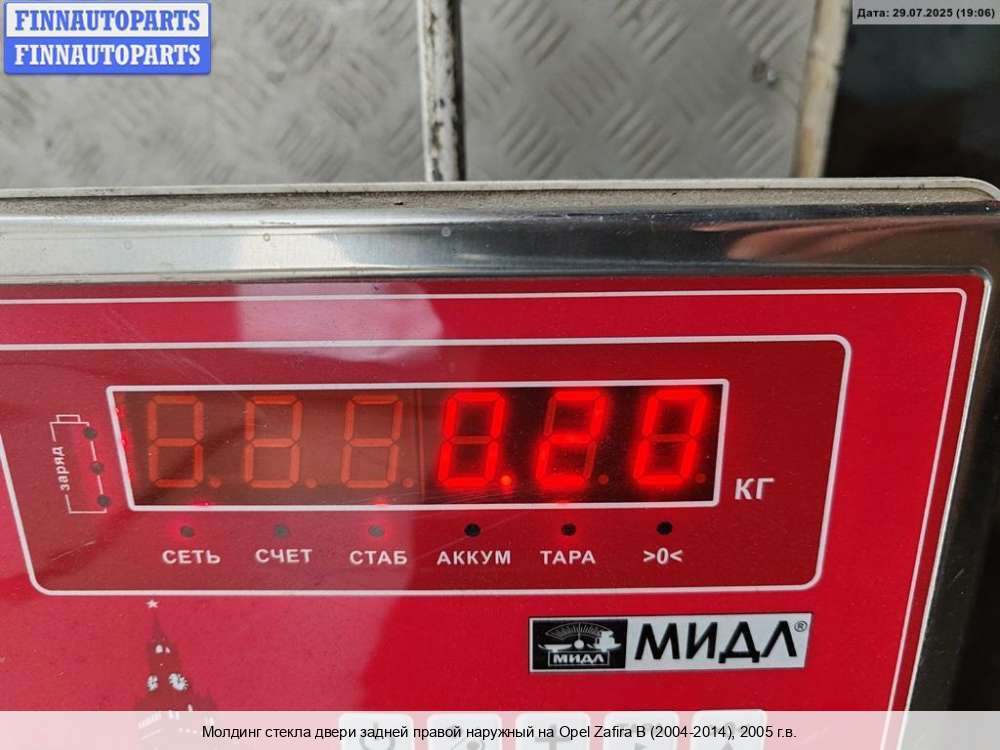 FINNAUTOPARTS
FINNAUTOPARTS
Дата: 29.07.2025 (19:06)
заряд
0.20
КГ
СЕТЬ СЧЕТ СТАБ АККУМ ТАРА >0<
МИДЛ МИДЛ®
Молдинг стекла двери задней правой наружный на Opel Zafira B (2004-2014), 2005 г.в.